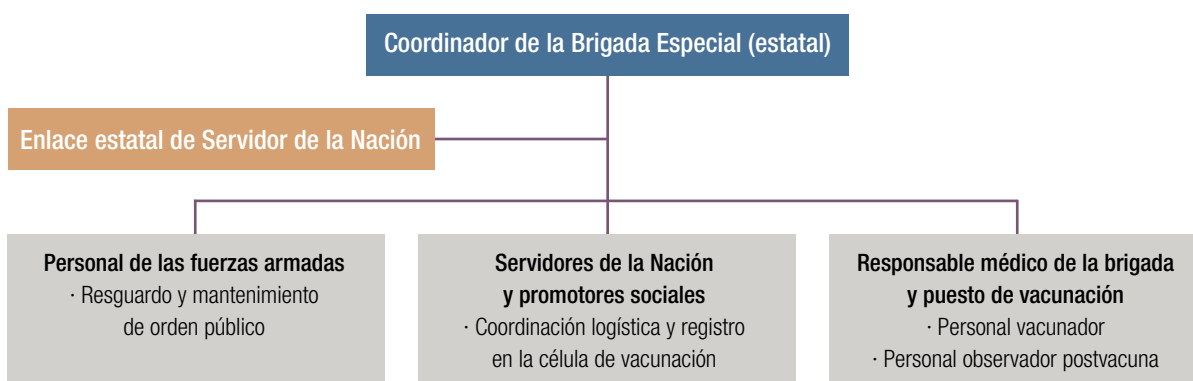 Coordinador de la Brigada Especial (estatal)
Enlace estatal de Servidor de la Nación
Personal de las fuerzas armadas
· Resguardo y mantenimiento
de orden público
Servidores de la Nación
y promotores sociales
· Coordinación logística y registro
en la célula de vacunación
Responsable médico de la brigada
y puesto de vacunación
· Personal vacunador
· Personal observador postvacuna